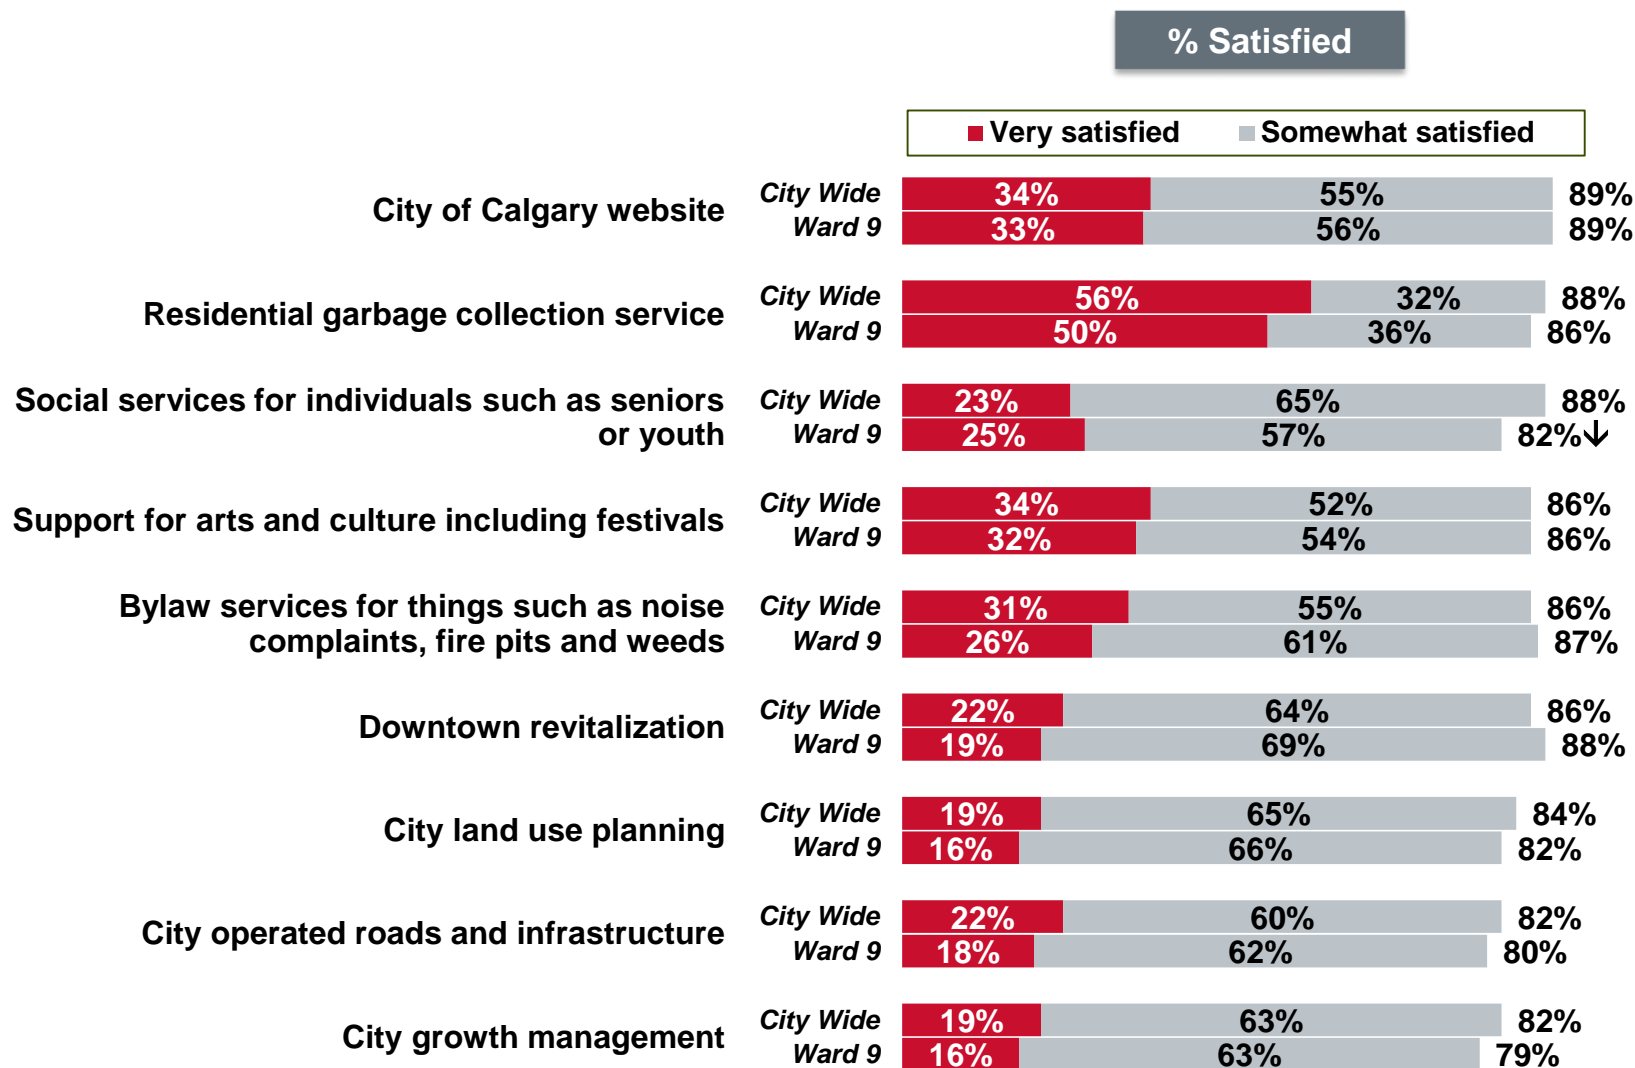 % Satisfied
Very satisfied Somewhat satisfied
City of Calgary website
City Wide 34% 55% 89%
Ward 9 33% 56% 89%
Residential garbage collection service
City Wide 56% 32% 88%
Ward 9 50% 36% 86%
Social services for individuals such as seniors
or youth
City Wide 23% 65% 88%
Ward 9 25% 57% 82%↓
Support for arts and culture including festivals
City Wide 34% 52% 86%
Ward 9 32% 54% 86%
Bylaw services for things such as noise
complaints, fire pits and weeds
City Wide 31% 55% 86%
Ward 9 26% 61% 87%
Downtown revitalization
City Wide 22% 64% 86%
Ward 9 19% 69% 88%
City land use planning
City Wide 19% 65% 84%
Ward 9 16% 66% 82%
City operated roads and infrastructure
City Wide 22% 60% 82%
Ward 9 18% 62% 80%
City growth management
City Wide 19% 63% 82%
Ward 9 16% 63% 79%